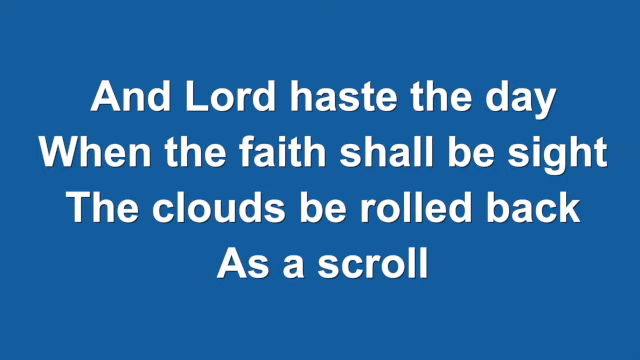 And Lord haste the day
When the faith shall be sight
The clouds be rolled back
As a scroll